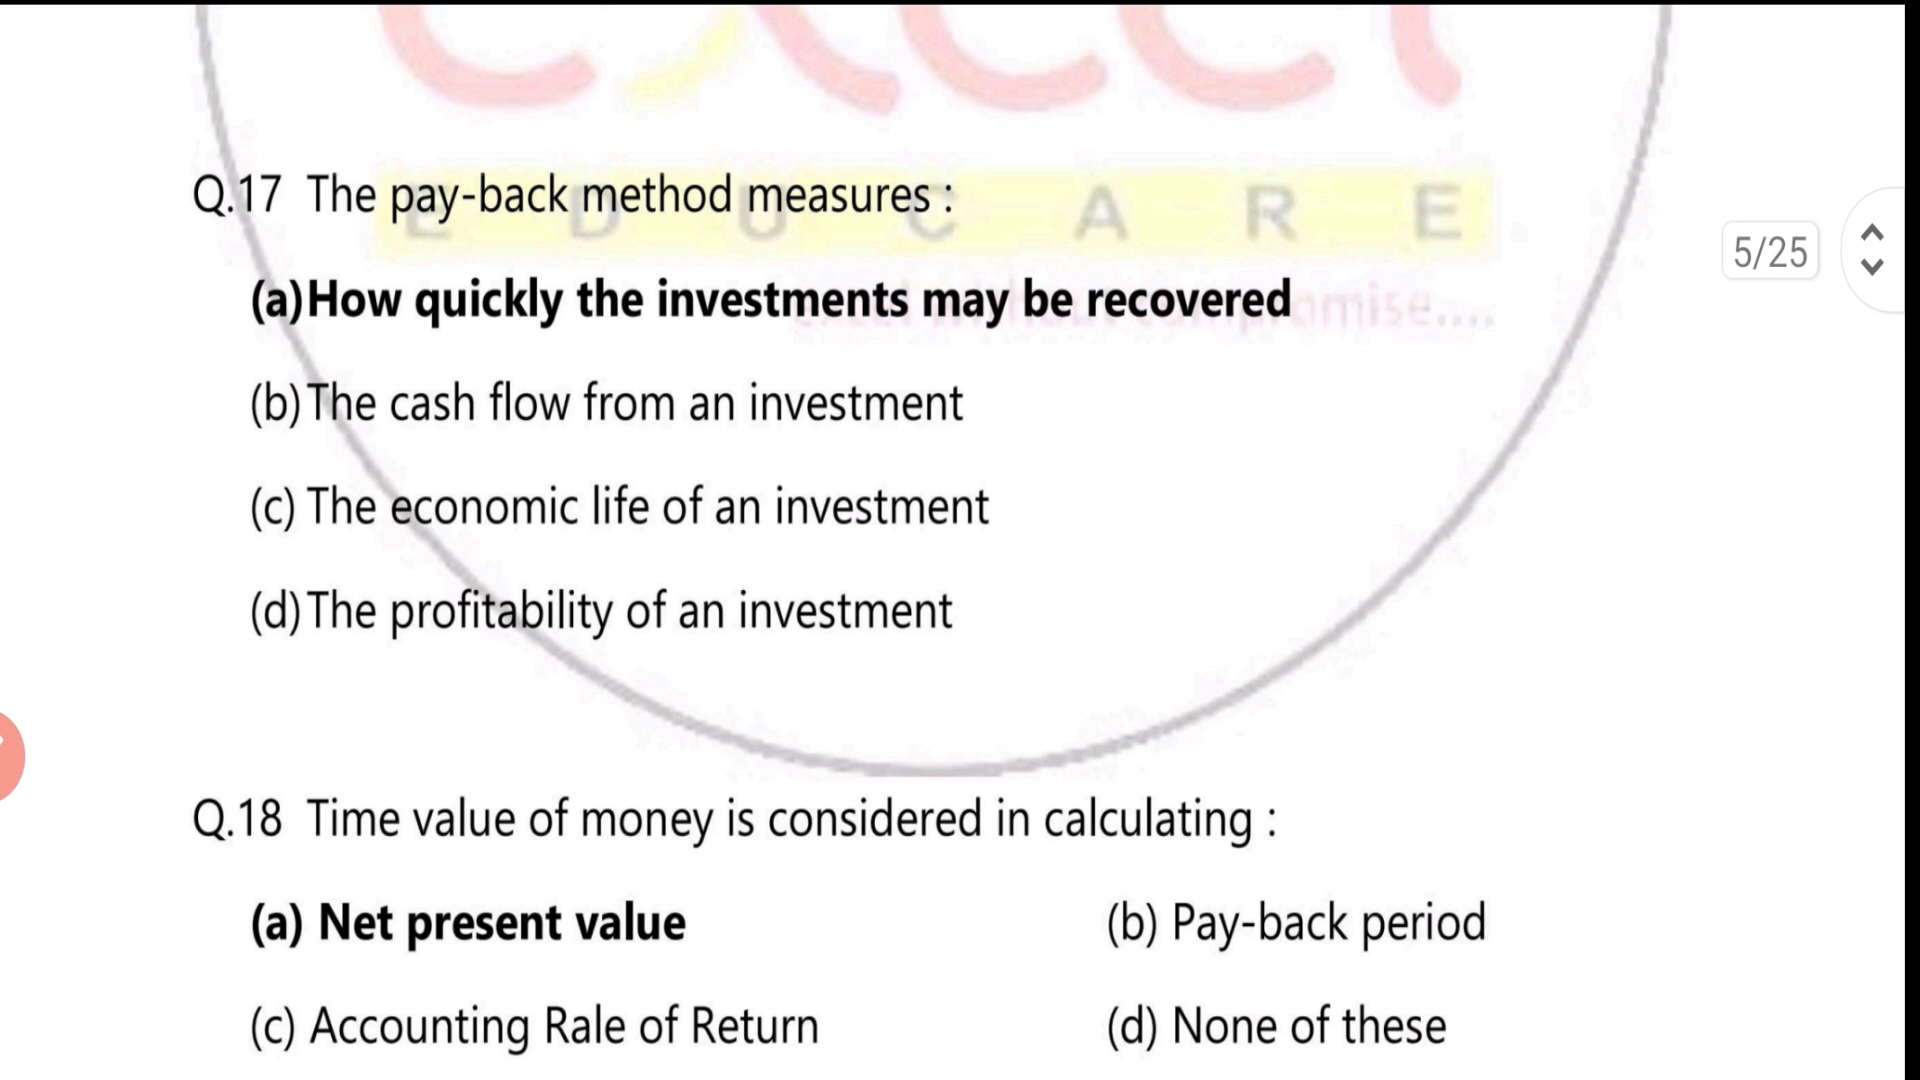 excel
E D U C A R E
Q.17 The pay-back method measures :
(a) How quickly the investments may be recovered
5/25
(b) The cash flow from an investment
(c) The economic life of an investment
(d) The profitability of an investment
Q.18 Time value of money is considered in calculating :
(a) Net present value
(b) Pay-back period
(c) Accounting Rale of Return
(d) None of these